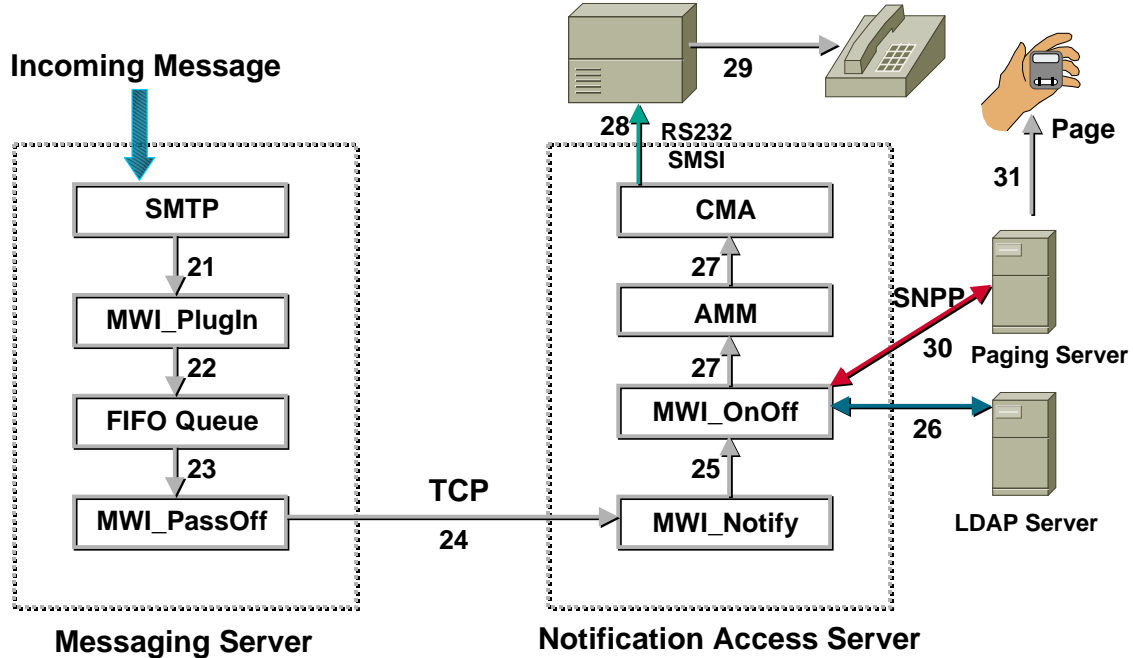 Incoming Message
29
28
RS232
SMSI
Page
31
SMTP
21
MWI_PlugIn
22
FIFO Queue
23
MWI_PassOff
TCP
24
CMA
27
AMM
27
MWI_OnOff
25
MWI_Notify
SNPP
30
Paging Server
26
LDAP Server
Messaging Server
Notification Access Server